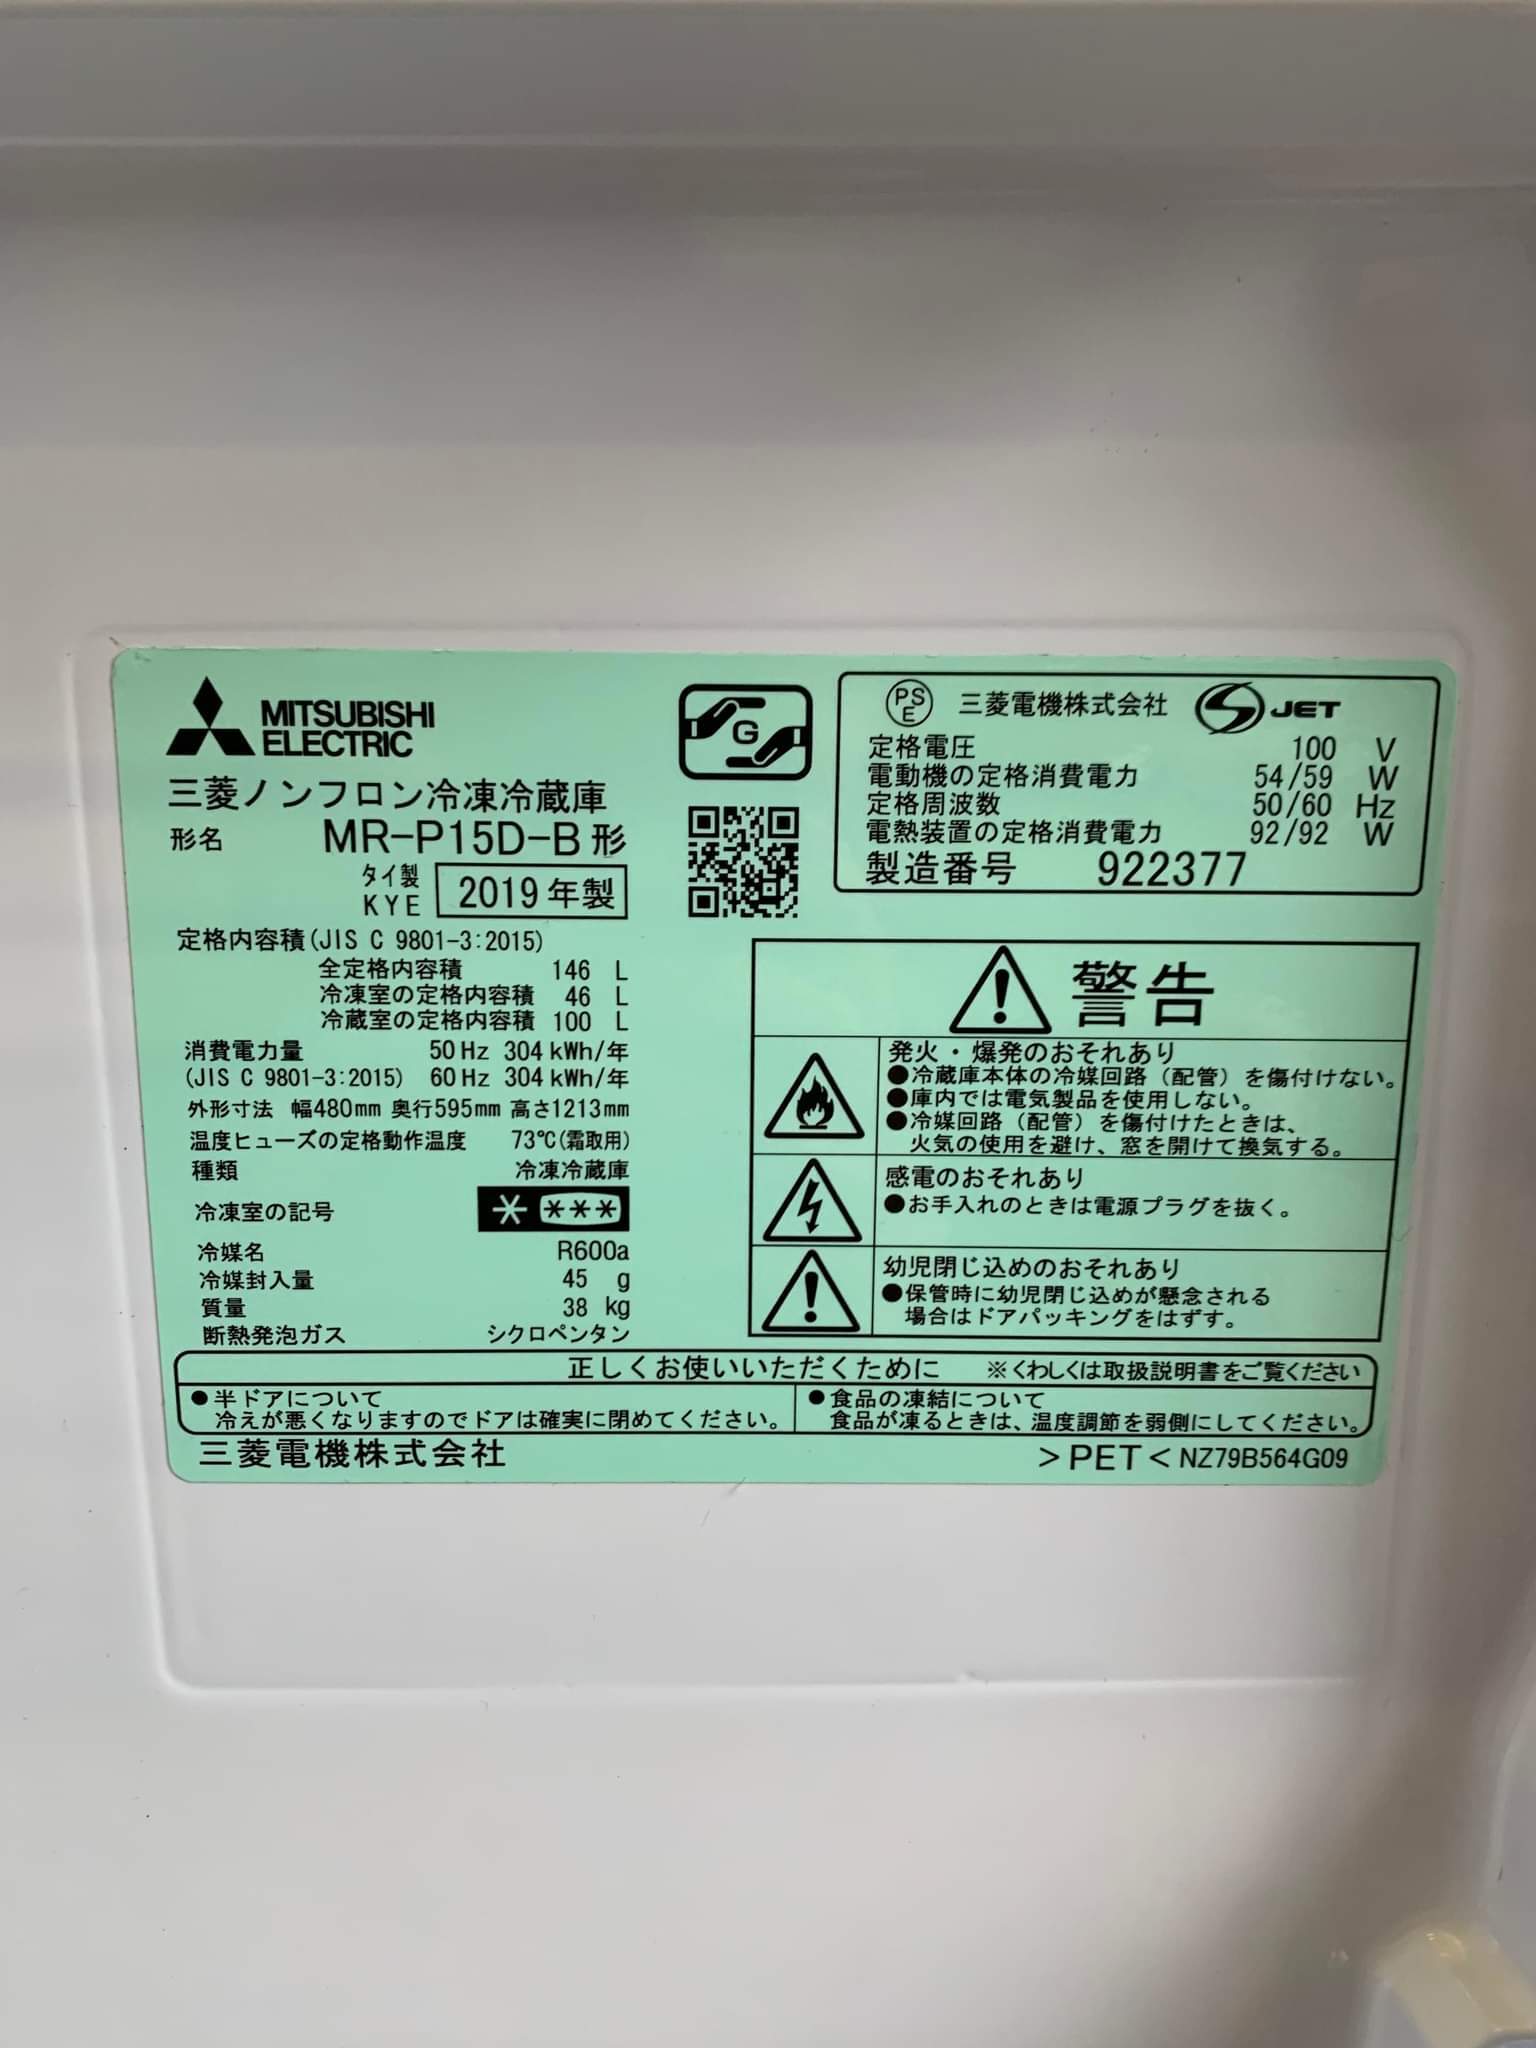 MITSUBISHI
ELECTRIC
三菱ノンフロン冷凍冷蔵庫
形名 MR-P15D-B 形
タイ製
KYE 2019年製
定格内容積(JIS C 9801-3:2015)
全定格内容積 146 L
冷凍室の定格内容積 46 L
冷蔵室の定格内容積 100 L
消費電力量 50Hz 304kWh/年
(JIS C 9801-3:2015) 60Hz 304kWh/年
外形寸法 幅480mm 奥行595mm 高さ1213mm
温度ヒューズの定格動作温度 73℃(霜取用)
種類 冷凍冷蔵庫
冷凍室の記号 * ***
冷媒名 R600a
冷媒封入量 45 g
質量 38 kg
断熱発泡ガス シクロペンタン
G
PS
E 三菱電機株式会社 S JET
定格電圧 100 V
電動機の定格消費電力 54/59 W
定格周波数 50/60 Hz
電熱装置の定格消費電力 92/92 W
製造番号 922377
警告
発火・爆発のおそれあり
●冷蔵庫本体の冷媒回路(配管)を傷付けない。
●庫内では電気製品を使用しない。
●冷媒回路(配管)を傷付けたときは、
火気の使用を避け、窓を開けて換気する。
感電のおそれあり
●お手入れのときは電源プラグを抜く。
幼児閉じ込めのおそれあり
●保管時に幼児閉じ込めが懸念される
場合はドアパッキングをはずす。
正しくお使いいただくために ※くわしくは取扱説明書をご覧ください
●半ドアについて
冷えが悪くなりますのでドアは確実に閉めてください。
●食品の凍結について
食品が凍るときは、温度調節を弱側にしてください。
三菱電機株式会社 >PET< NZ79B564G09